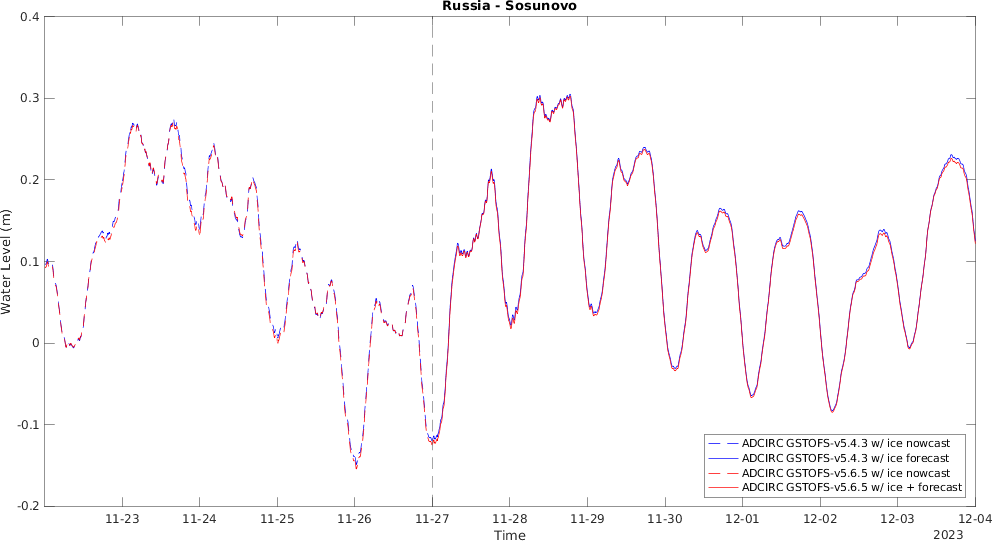 Russia - Sosunovo
0.4
0.3
0.2
0.1
0
-0.1
-0.2
Water Level (m)
ADCIRC GSTOFS-v5.4.3 w/ ice nowcast
ADCIRC GSTOFS-v5.4.3 w/ ice forecast
ADCIRC GSTOFS-v5.6.5 w/ ice nowcast
ADCIRC GSTOFS-v5.6.5 w/ ice + forecast
11-23 11-24 11-25 11-26 11-27 11-28 11-29 11-30 12-01 12-02 12-03 12-04
Time
2023